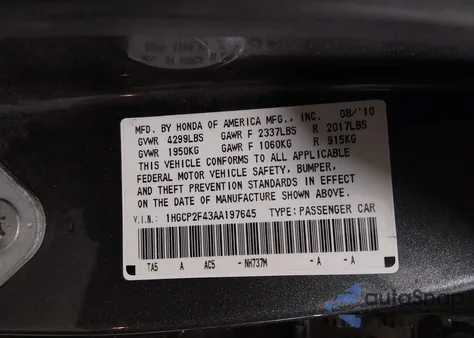 MFD. BY HONDA OF AMERICA MFG., INC. 08/'10
GVWR 4299LBS GAWR F 2337LBS R 2017LBS
GVWR 1950KG GAWR F 1060KG R 915KG
THIS VEHICLE CONFORMS TO ALL APPLICABLE
FEDERAL MOTOR VEHICLE SAFETY, BUMPER,
AND THEFT PREVENTION STANDARDS IN EFFECT
ON THE DATE OF MANUFACTURE SHOWN ABOVE.
V.I.N.: 1HGCP2F43AA197645 TYPE: PASSENGER CAR
TA5 A AC5 - NH737M - A - A
autoSnap